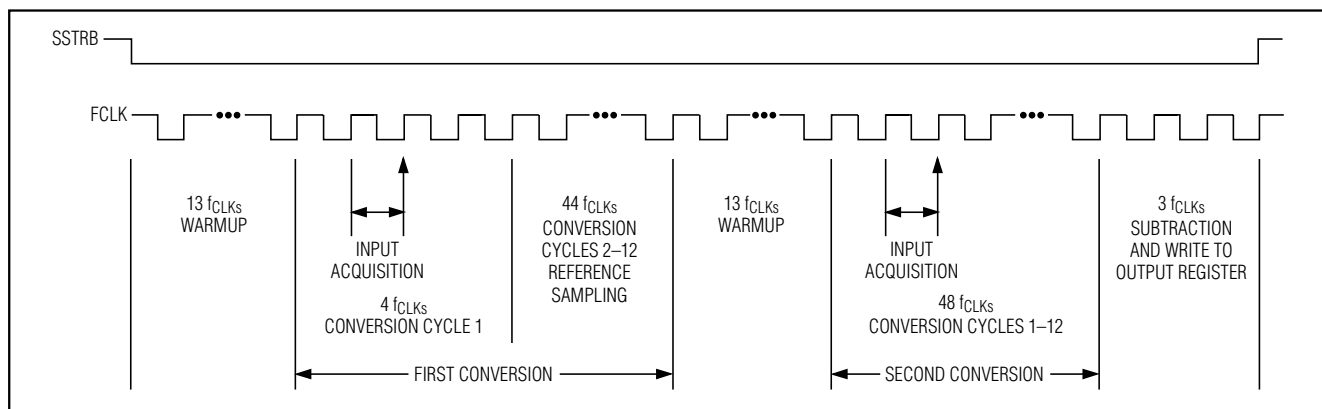 SSTRB
FCLK
13 fCLKs
WARMUP
INPUT
ACQUISITION
4 fCLKs
CONVERSION CYCLE 1
44 fCLKs
CONVERSION
CYCLES 2–12
REFERENCE
SAMPLING
13 fCLKs
WARMUP
INPUT
ACQUISITION
48 fCLKs
CONVERSION CYCLES 1–12
3 fCLKs
SUBTRACTION
AND WRITE TO
OUTPUT REGISTER
FIRST CONVERSION
SECOND CONVERSION